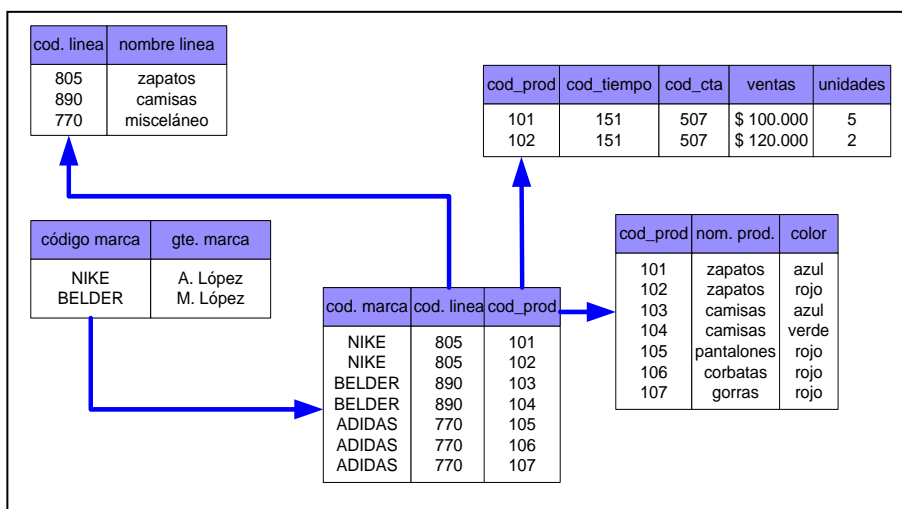 cod. linea nombre linea
805 zapatos
890 camisas
770 misceláneo
cod_prod cod_tiempo cod_cta ventas unidades
101 151 507 $ 100.000 5
102 151 507 $ 120.000 2
código marca gte. marca
NIKE A. López
BELDER M. López
cod_prod nom. prod. color
101 zapatos azul
102 zapatos rojo
103 camisas azul
104 camisas verde
105 pantalones rojo
106 corbatas rojo
107 gorras rojo
cod. marca cod. linea cod_prod
NIKE 805 101
NIKE 805 102
BELDER 890 103
BELDER 890 104
ADIDAS 770 105
ADIDAS 770 106
ADIDAS 770 107